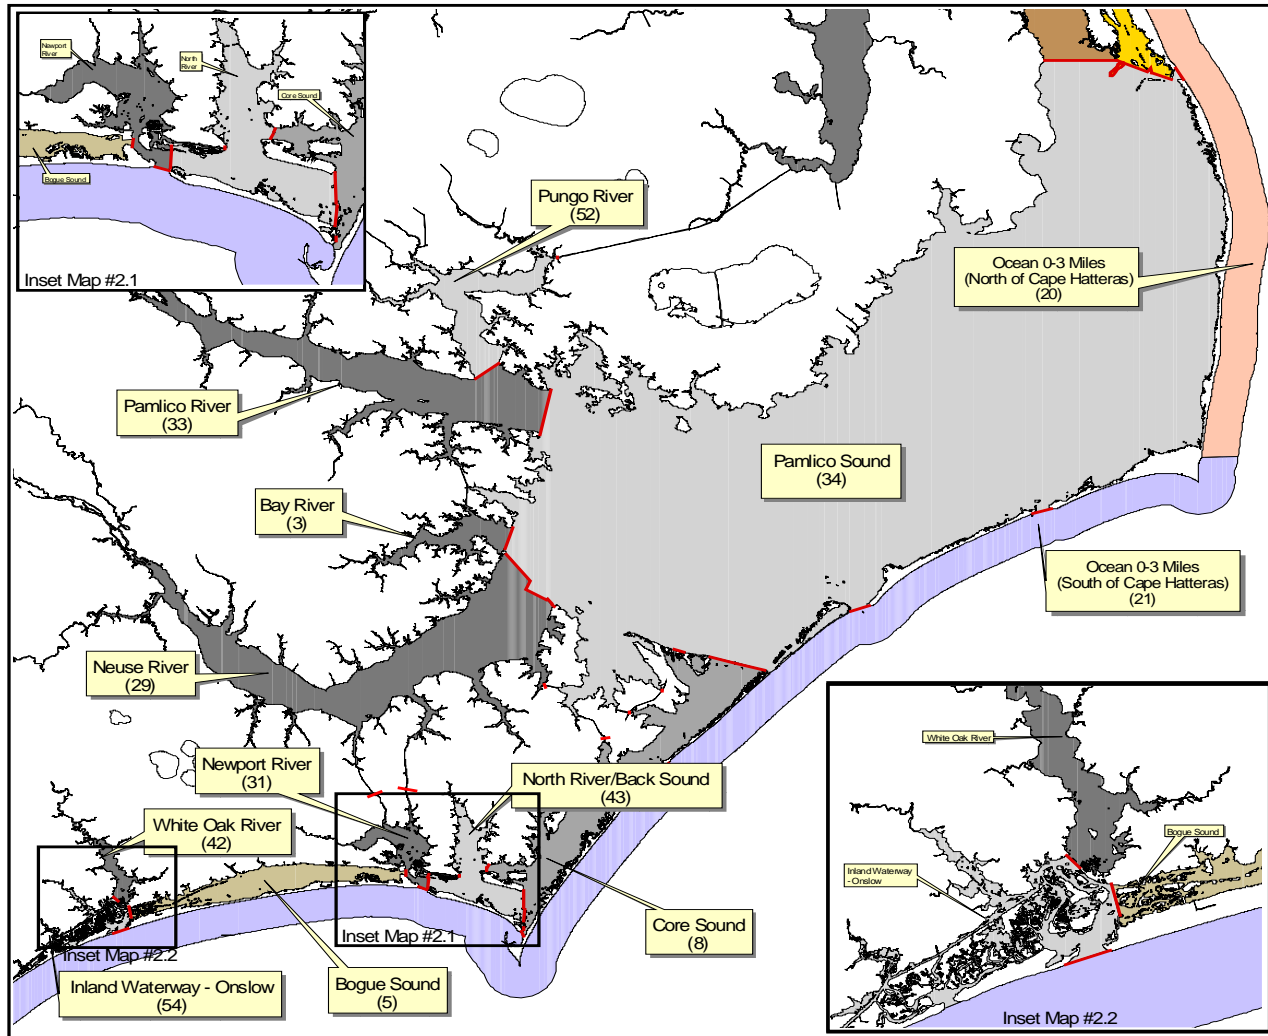 Newport
River
North
River
Core Sound
Bogue Sound
Inset Map #2.1
Pungo River
(52)
Ocean 0-3 Miles
(North of Cape Hatteras)
(20)
Pamlico River
(33)
Pamlico Sound
(34)
Bay River
(3)
Ocean 0-3 Miles
(South of Cape Hatteras)
(21)
Neuse River
(29)
Newport River
(31)
North River/Back Sound
(43)
White Oak River
(42)
Inset Map #2.1
Inset Map #2.2
Core Sound
(8)
Inland Waterway - Onslow
(54)
Bogue Sound
(5)
White Oak River
Bogue Sound
Inland Waterway
- Onslow
Inset Map #2.2